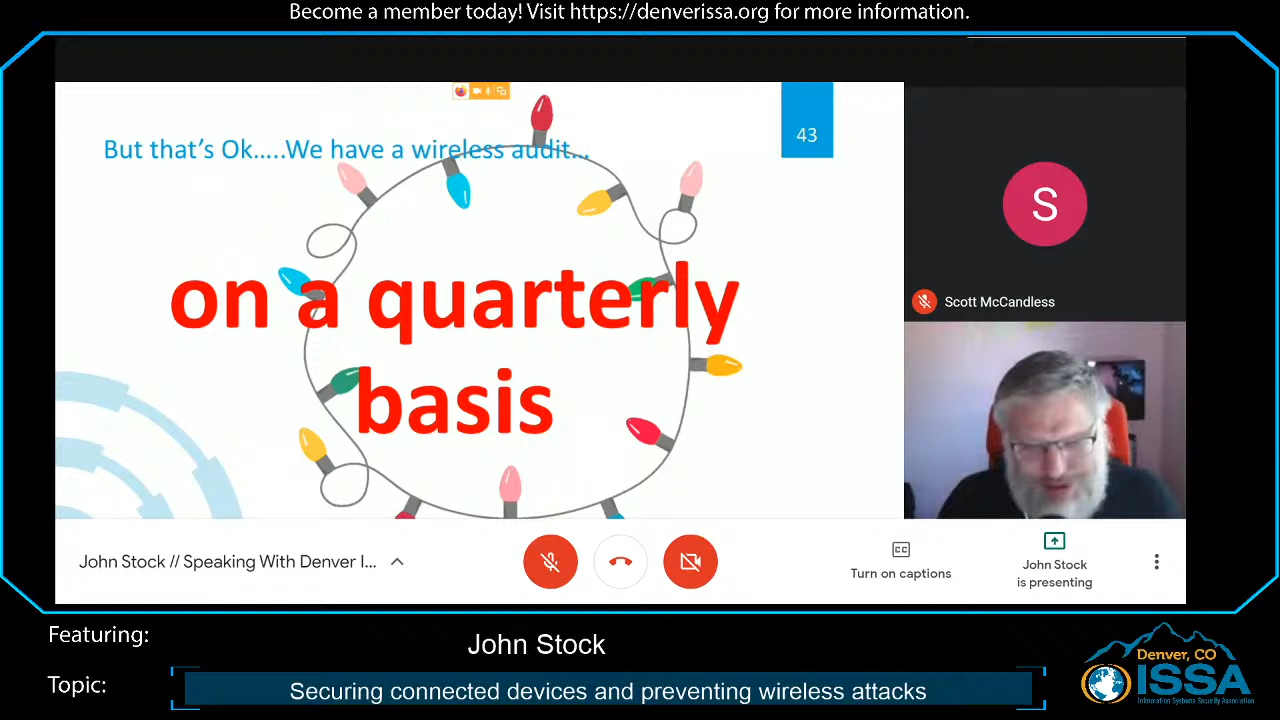 Become a member today! Visit https://denverissa.org for more information.
43
But that's Ok.....We have a wireless audit...
on a quarterly
basis
S
Scott McCandless
John Stock // Speaking With Denver I...
Turn on captions
John Stock
is presenting
Featuring:
John Stock
Topic:
Securing connected devices and preventing wireless attacks
Denver, CO
ISSA
Information Systems Security Association